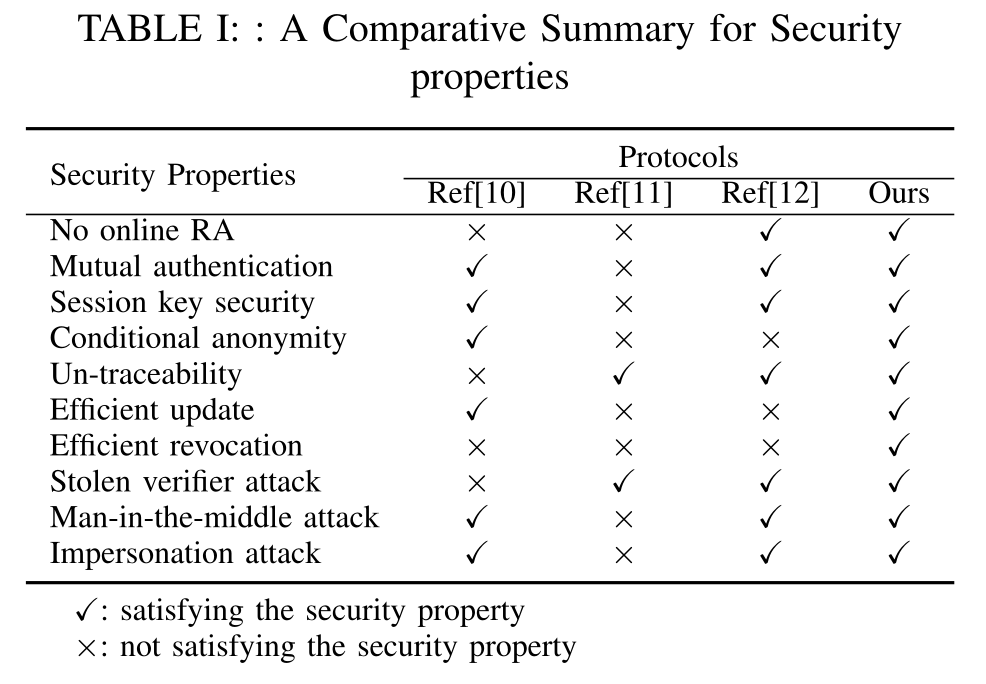 TABLE I: : A Comparative Summary for Security
properties
Security Properties Protocols
Ref[10] Ref[11] Ref[12] Ours
No online RA × × ✓ ✓
Mutual authentication ✓ × ✓ ✓
Session key security ✓ × ✓ ✓
Conditional anonymity ✓ × × ✓
Un-traceability × ✓ ✓ ✓
Efficient update ✓ × × ✓
Efficient revocation × × × ✓
Stolen verifier attack × ✓ ✓ ✓
Man-in-the-middle attack ✓ × ✓ ✓
Impersonation attack ✓ × ✓ ✓
✓: satisfying the security property
×: not satisfying the security property